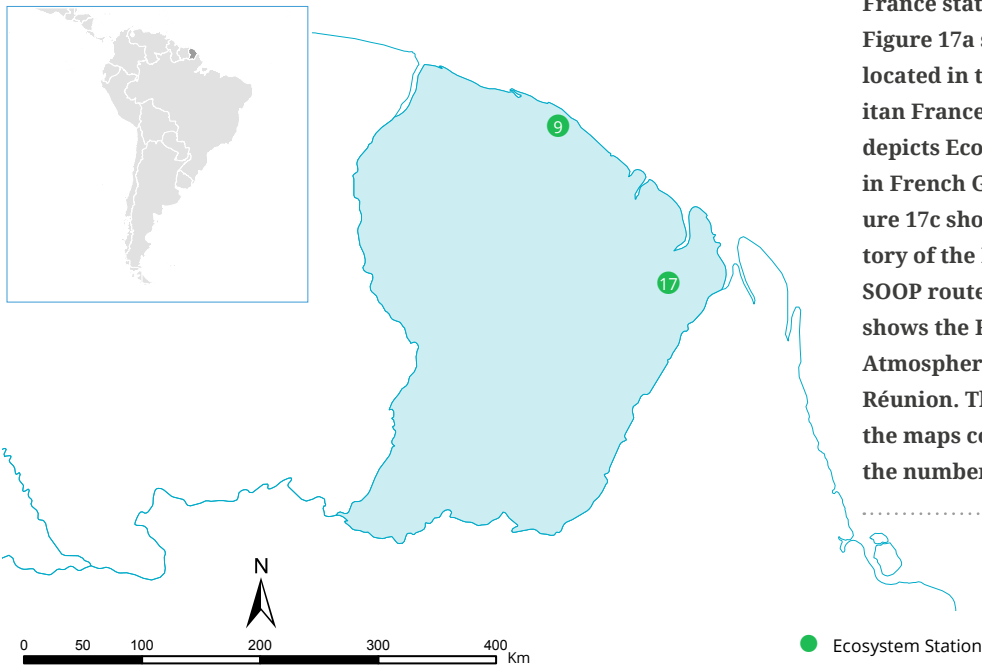 France stat
Figure 17a s
located in t
itan France
depicts Eco
in French G
ure 17c sho
tory of the
SOOP route
shows the
Atmospher
Réunion. Th
the maps co
the number
9
17
N
0 50 100 200 300 400 Km
Ecosystem Station